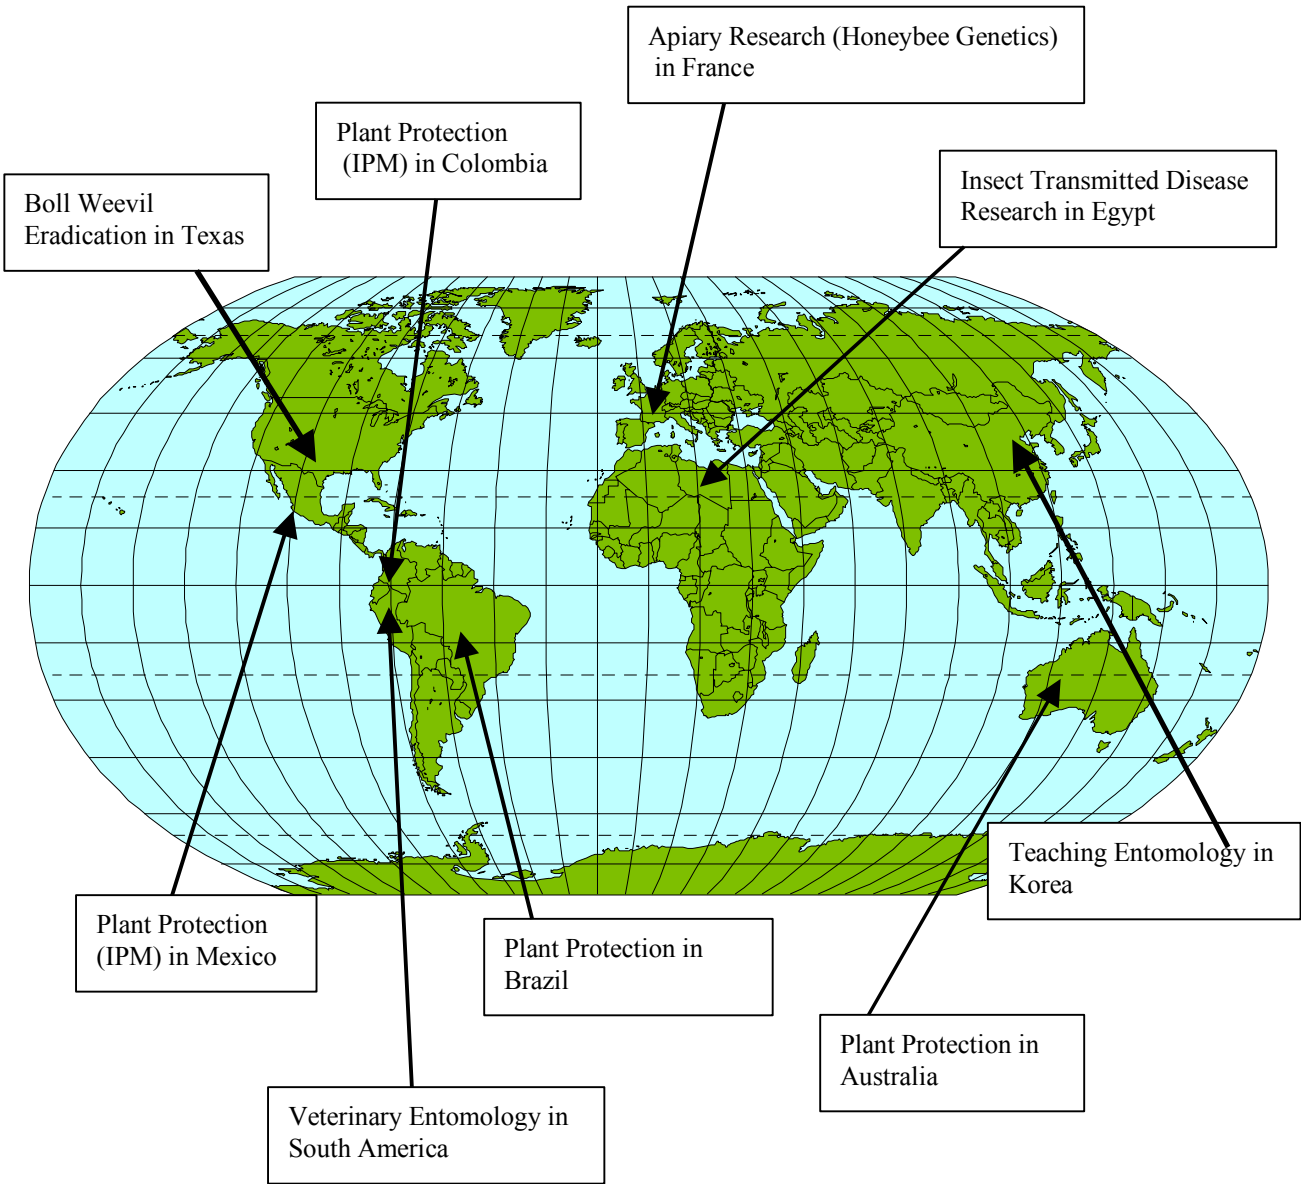 Apiary Research (Honeybee Genetics)
in France
Plant Protection
(IPM) in Colombia
Insect Transmitted Disease
Research in Egypt
Boll Weevil
Eradication in Texas
Teaching Entomology in
Korea
Plant Protection
(IPM) in Mexico
Plant Protection in
Brazil
Plant Protection in
Australia
Veterinary Entomology in
South America